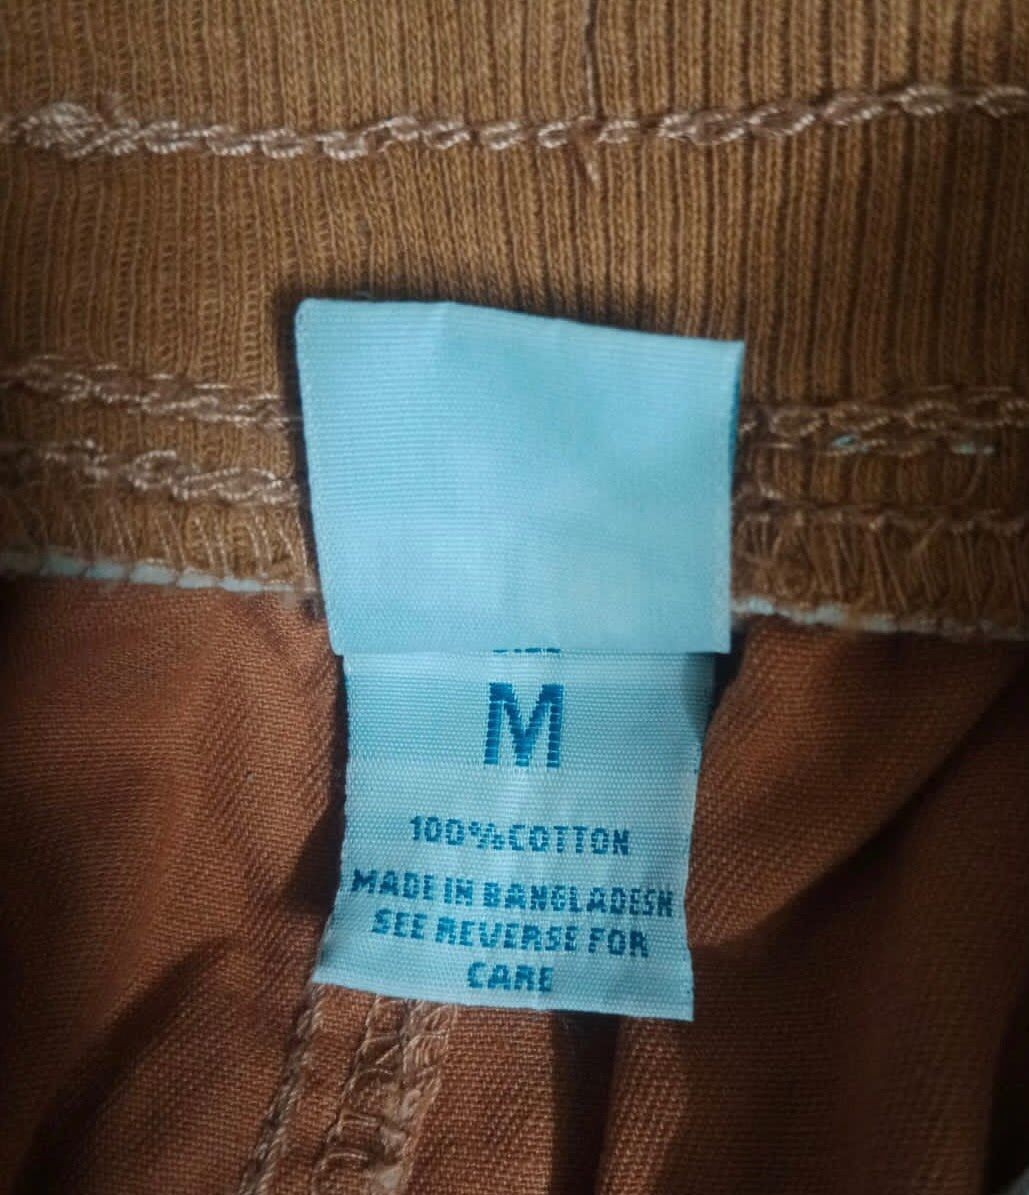 M
100%COTTON
MADE IN BANGLADESH
SEE REVERSE FOR
CARE